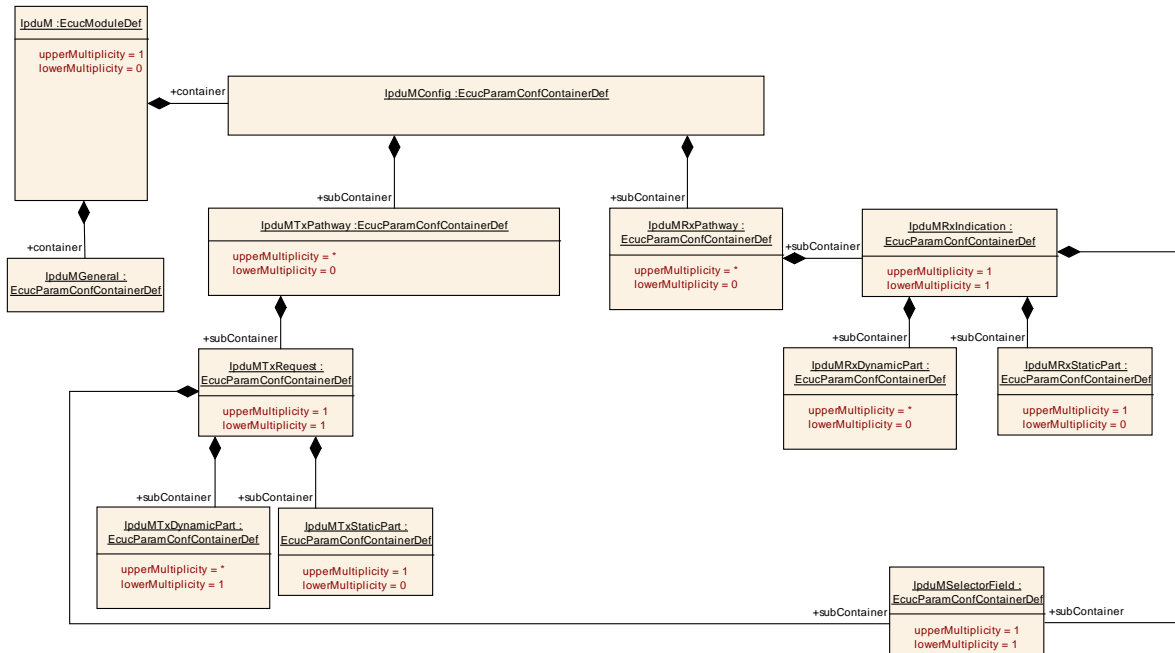 IpduM :EcucModuleDef
upperMultiplicity = 1
lowerMultiplicity = 0
+container
IpduMConfig :EcucParamConfContainerDef
+container
IpduMGeneral :
EcucParamConfContainerDef
+subContainer
IpduMTxPathway :EcucParamConfContainerDef
upperMultiplicity = *
lowerMultiplicity = 0
+subContainer
IpduMRxPathway :
EcucParamConfContainerDef
upperMultiplicity = *
lowerMultiplicity = 0
+subContainer
IpduMRxIndication :
EcucParamConfContainerDef
upperMultiplicity = 1
lowerMultiplicity = 1
+subContainer
IpduMTxRequest :
EcucParamConfContainerDef
upperMultiplicity = 1
lowerMultiplicity = 1
+subContainer
IpduMRxDynamicPart :
EcucParamConfContainerDef
upperMultiplicity = *
lowerMultiplicity = 0
+subContainer
IpduMRxStaticPart :
EcucParamConfContainerDef
upperMultiplicity = 1
lowerMultiplicity = 0
+subContainer
IpduMTxDynamicPart :
EcucParamConfContainerDef
upperMultiplicity = *
lowerMultiplicity = 1
+subContainer
IpduMTxStaticPart :
EcucParamConfContainerDef
upperMultiplicity = 1
lowerMultiplicity = 0
+subContainer
IpduMSelectorField :
EcucParamConfContainerDef
upperMultiplicity = 1
lowerMultiplicity = 1
+subContainer